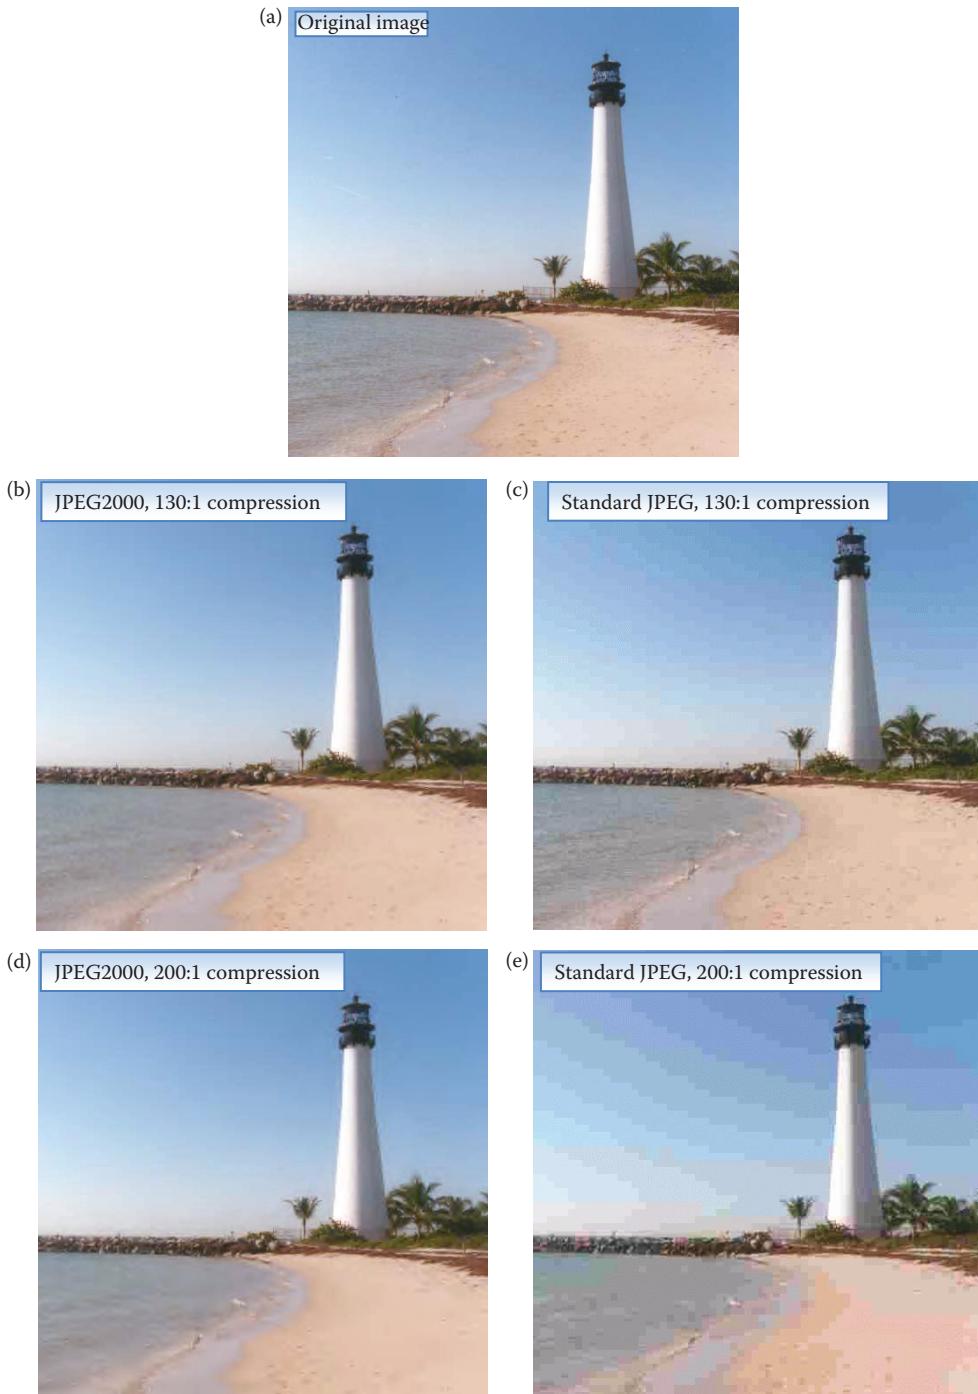 (a)
Original image
(b)
JPEG2000, 130:1 compression
(c)
Standard JPEG, 130:1 compression
(d)
JPEG2000, 200:1 compression
(e)
Standard JPEG, 200:1 compression